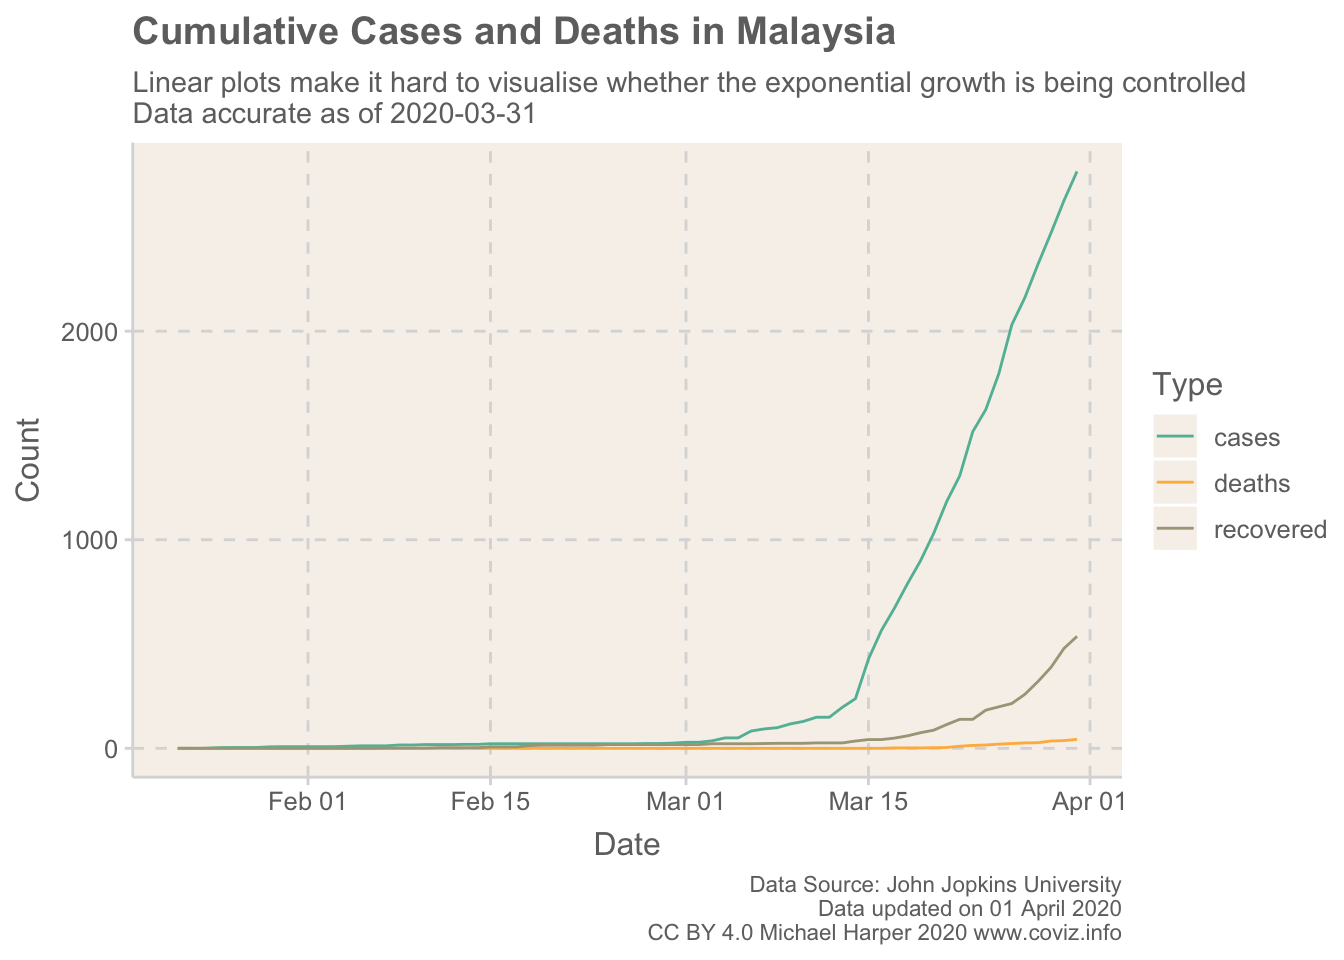 Cumulative Cases and Deaths in Malaysia
Linear plots make it hard to visualise whether the exponential growth is being controlled
Data accurate as of 2020-03-31
Count
2000
1000
0
Feb 01
Feb 15
Mar 01
Mar 15
Apr 01
Date
Type
cases
deaths
recovered
Data Source: John Jopkins University
Data updated on 01 April 2020
CC BY 4.0 Michael Harper 2020 www.coviz.info